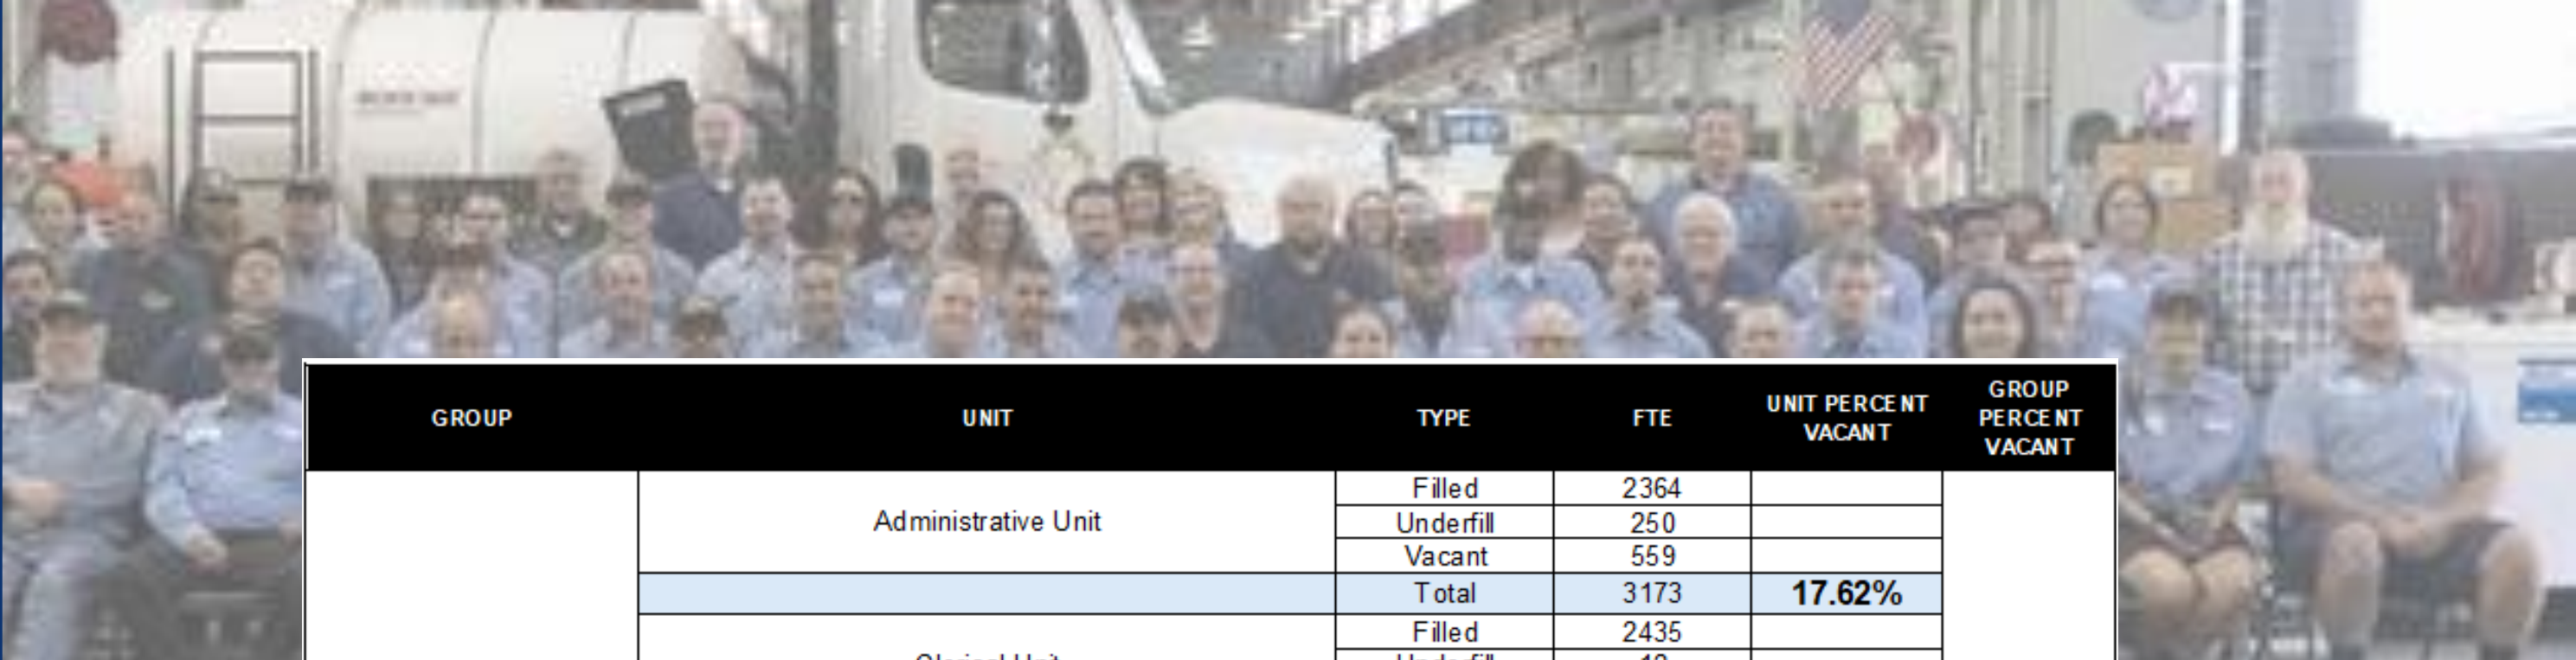 GROUP UNIT TYPE FTE UNIT PERCENT VACANT GROUP PERCENT VACANT
Administrative Unit
Filled 2364
Underfill 250
Vacant 559
Total 3173 17.62%
Filled 2435